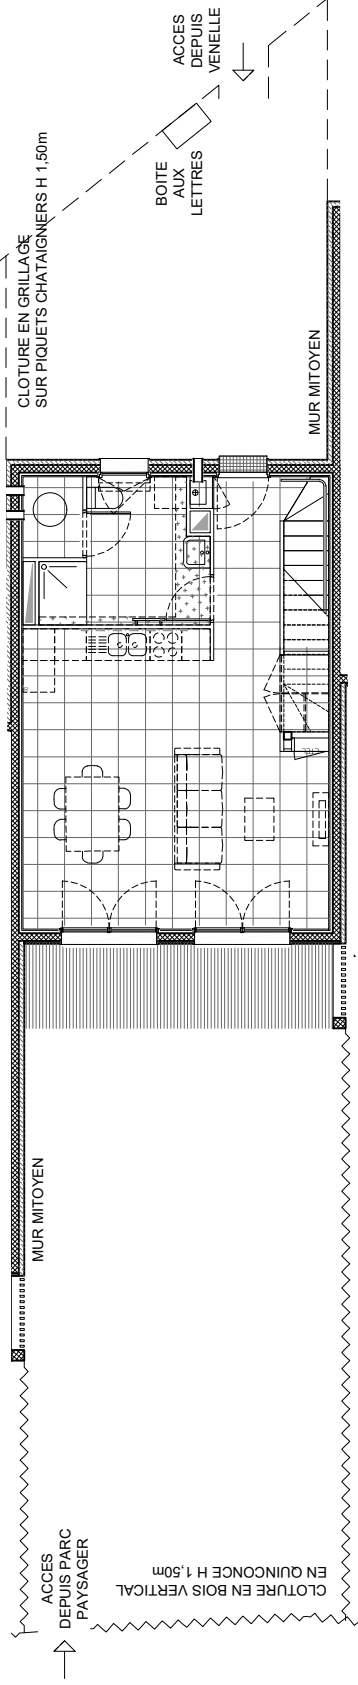 ACCES
DEPUIS
VENELLE
BOITE
AUX
LETTRES
CLOTURE EN GRILLAGE
SUR PIQUETS CHATAIGNIERS H 1,50m
MUR MITOYEN
MUR MITOYEN
ACCES
DEPUIS PARC
PAYSAGER
CLOTURE EN BOIS VERTICAL
EN QUINCONCE H 1,50m